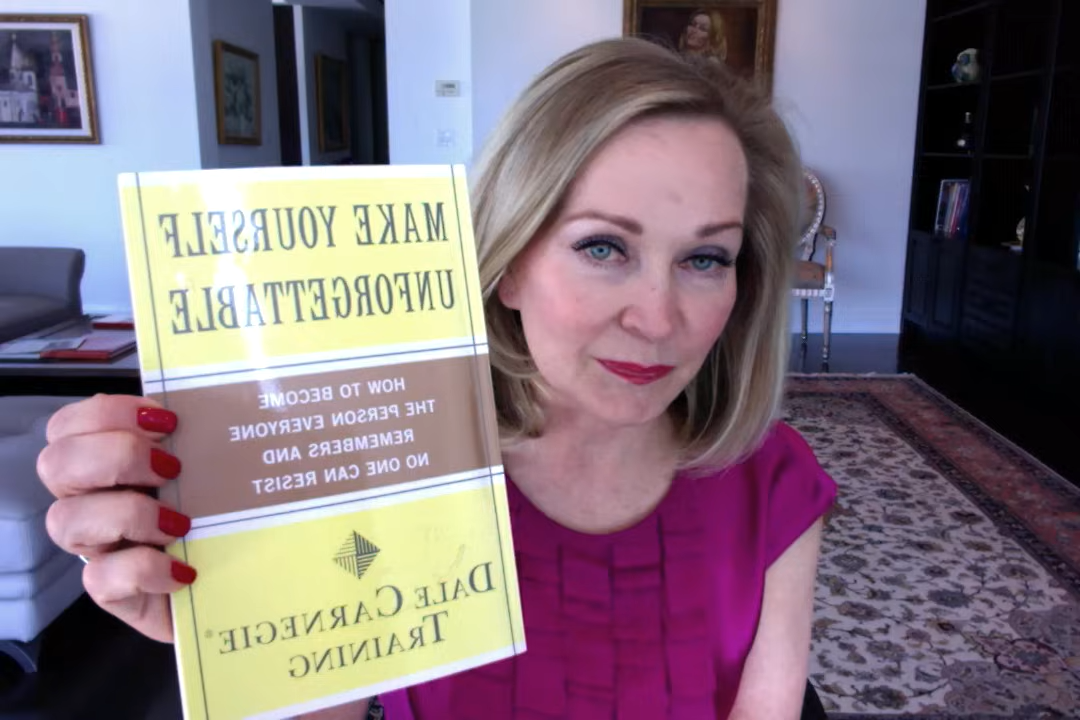 MAKE YOURSELF
UNFORGETTABLE
HOW TO BECOME
THE PERSON EVERYONE
REMEMBERS AND
NO ONE CAN RESIST
DALE CARNEGIE®
TRAINING